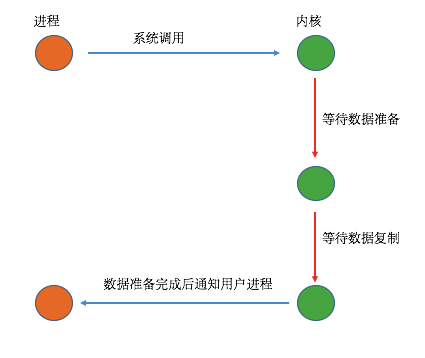 进程
内核
系统调用
等待数据准备
等待数据复制
数据准备完成后通知用户进程